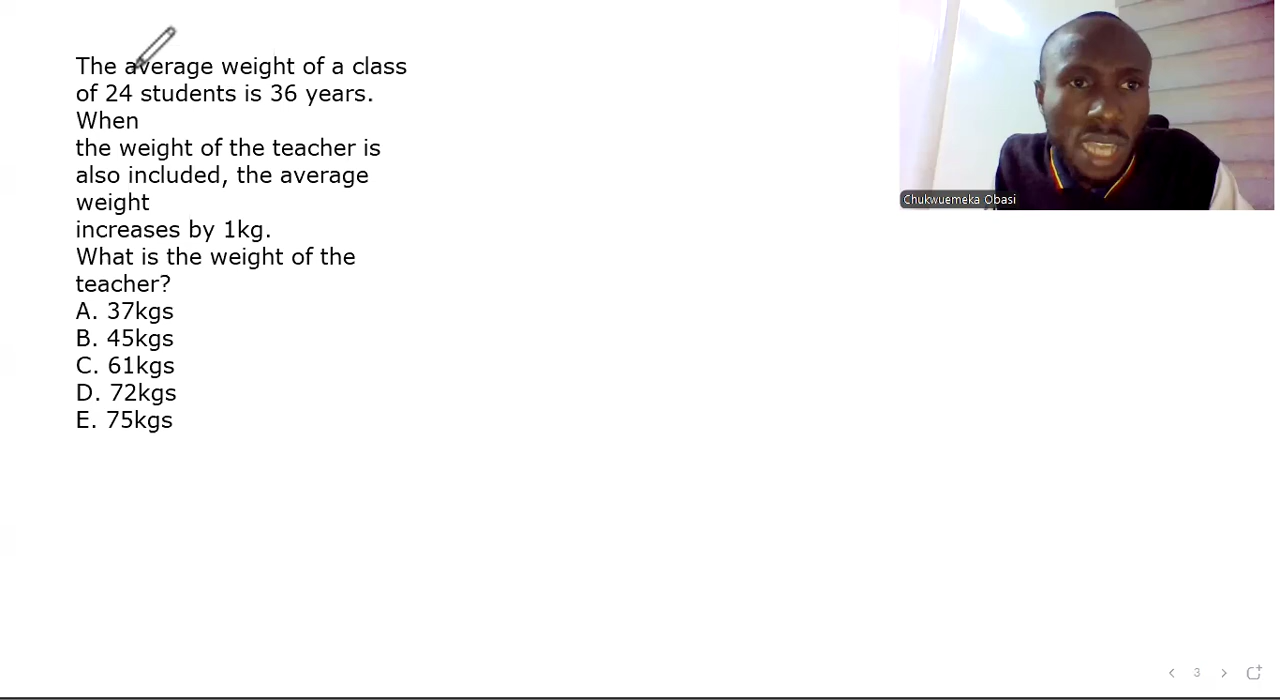 The average weight of a class
of 24 students is 36 years.
When
the weight of the teacher is
also included, the average
weight
increases by 1kg.
What is the weight of the
teacher?
A. 37kgs
B. 45kgs
C. 61kgs
D. 72kgs
E. 75kgs
Chukwuemeka Obasi
3